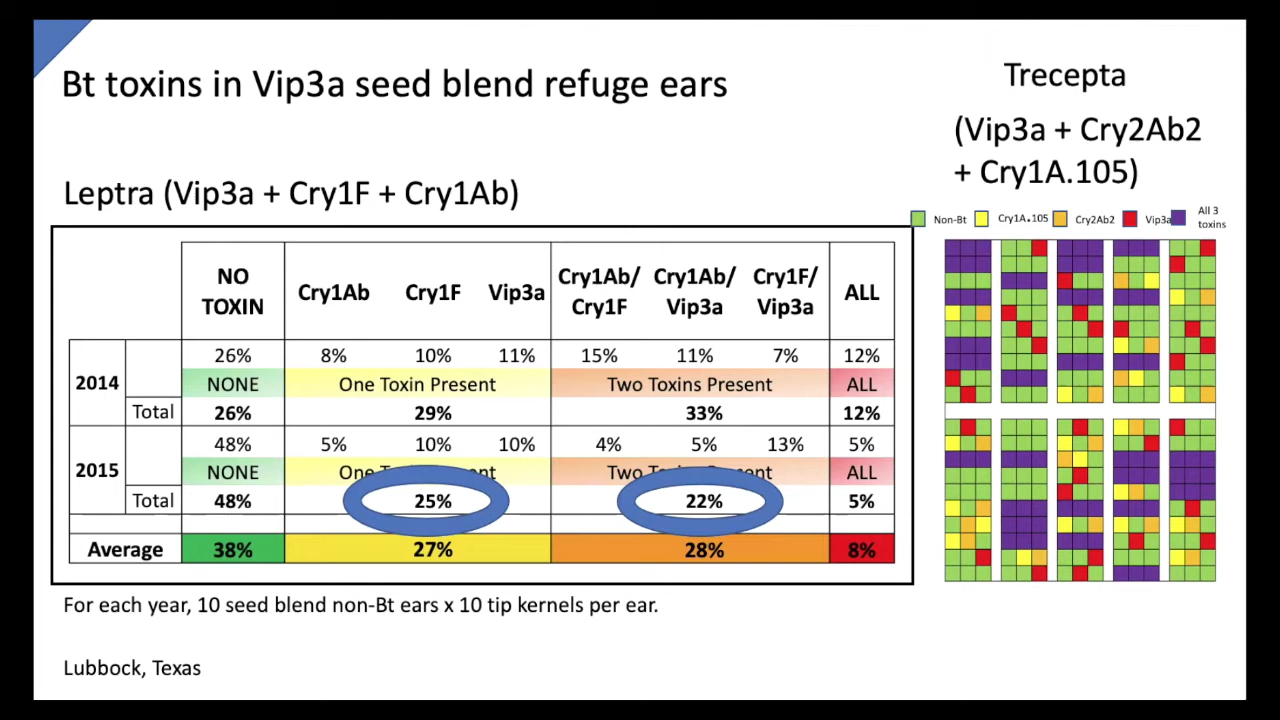 Bt toxins in Vip3a seed blend refuge ears
Trecepta
(Vip3a + Cry2Ab2
+ Cry1A.105)
Leptra (Vip3a + Cry1F + Cry1Ab)
Non-Bt Cry1A.105 Cry2Ab2 Vip3a All 3
toxins
NO
TOXIN Cry1Ab Cry1F Vip3a Cry1Ab/
Cry1F Cry1Ab/
Vip3a Cry1F/
Vip3a ALL
26% 8% 10% 11% 15% 11% 7% 12%
2014 NONE One Toxin Present Two Toxins Present ALL
Total 26% 29% 33% 12%
48% 5% 10% 10% 4% 5% 13% 5%
2015 NONE ALL
Total 48% 25% 22% 5%
Average 38% 27% 28% 8%
For each year, 10 seed blend non-Bt ears x 10 tip kernels per ear.
Lubbock, Texas